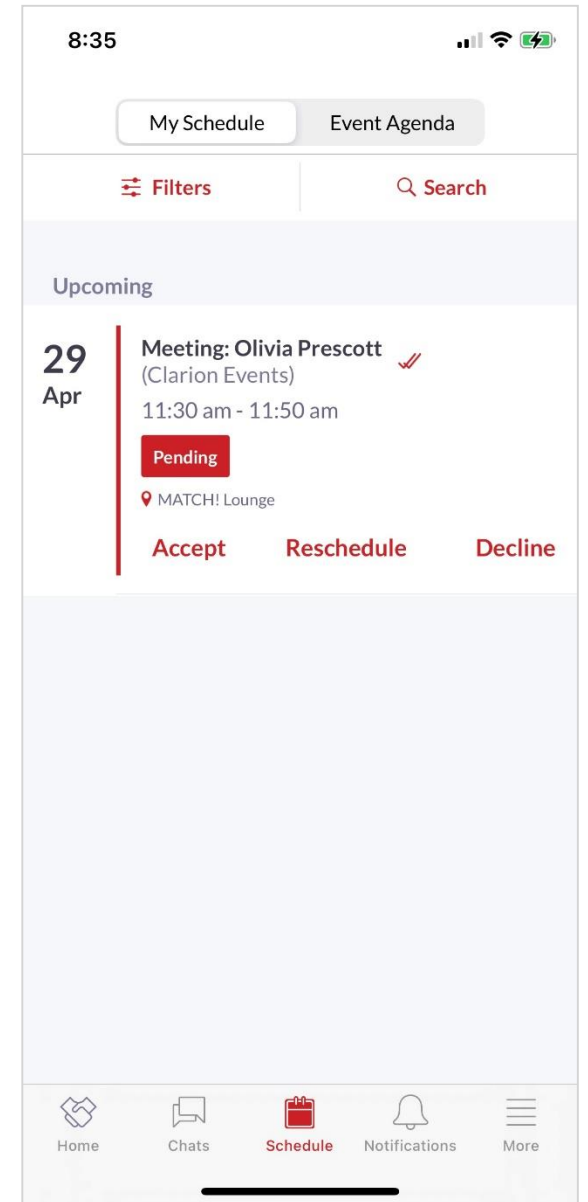 8:35
My Schedule Event Agenda
Filters Search
Upcoming
29
Apr
Meeting: Olivia Prescott
(Clarion Events)
11:30 am - 11:50 am
Pending
MATCH! Lounge
Accept Reschedule Decline
Home Chats Schedule Notifications More